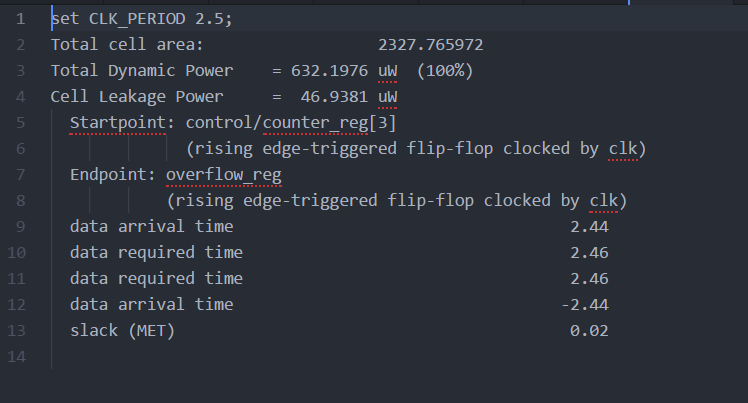 1 set CLK_PERIOD 2.5;
2 Total cell area: 2327.765972
3 Total Dynamic Power = 632.1976 uW (100%)
4 Cell Leakage Power = 46.9381 uW
5 Startpoint: control/counter_reg[3]
6 (rising edge-triggered flip-flop clocked by clk)
7 Endpoint: overflow_reg
8 (rising edge-triggered flip-flop clocked by clk)
9 data arrival time 2.44
10 data required time 2.46
11 data required time 2.46
12 data arrival time -2.44
13 slack (MET) 0.02
14